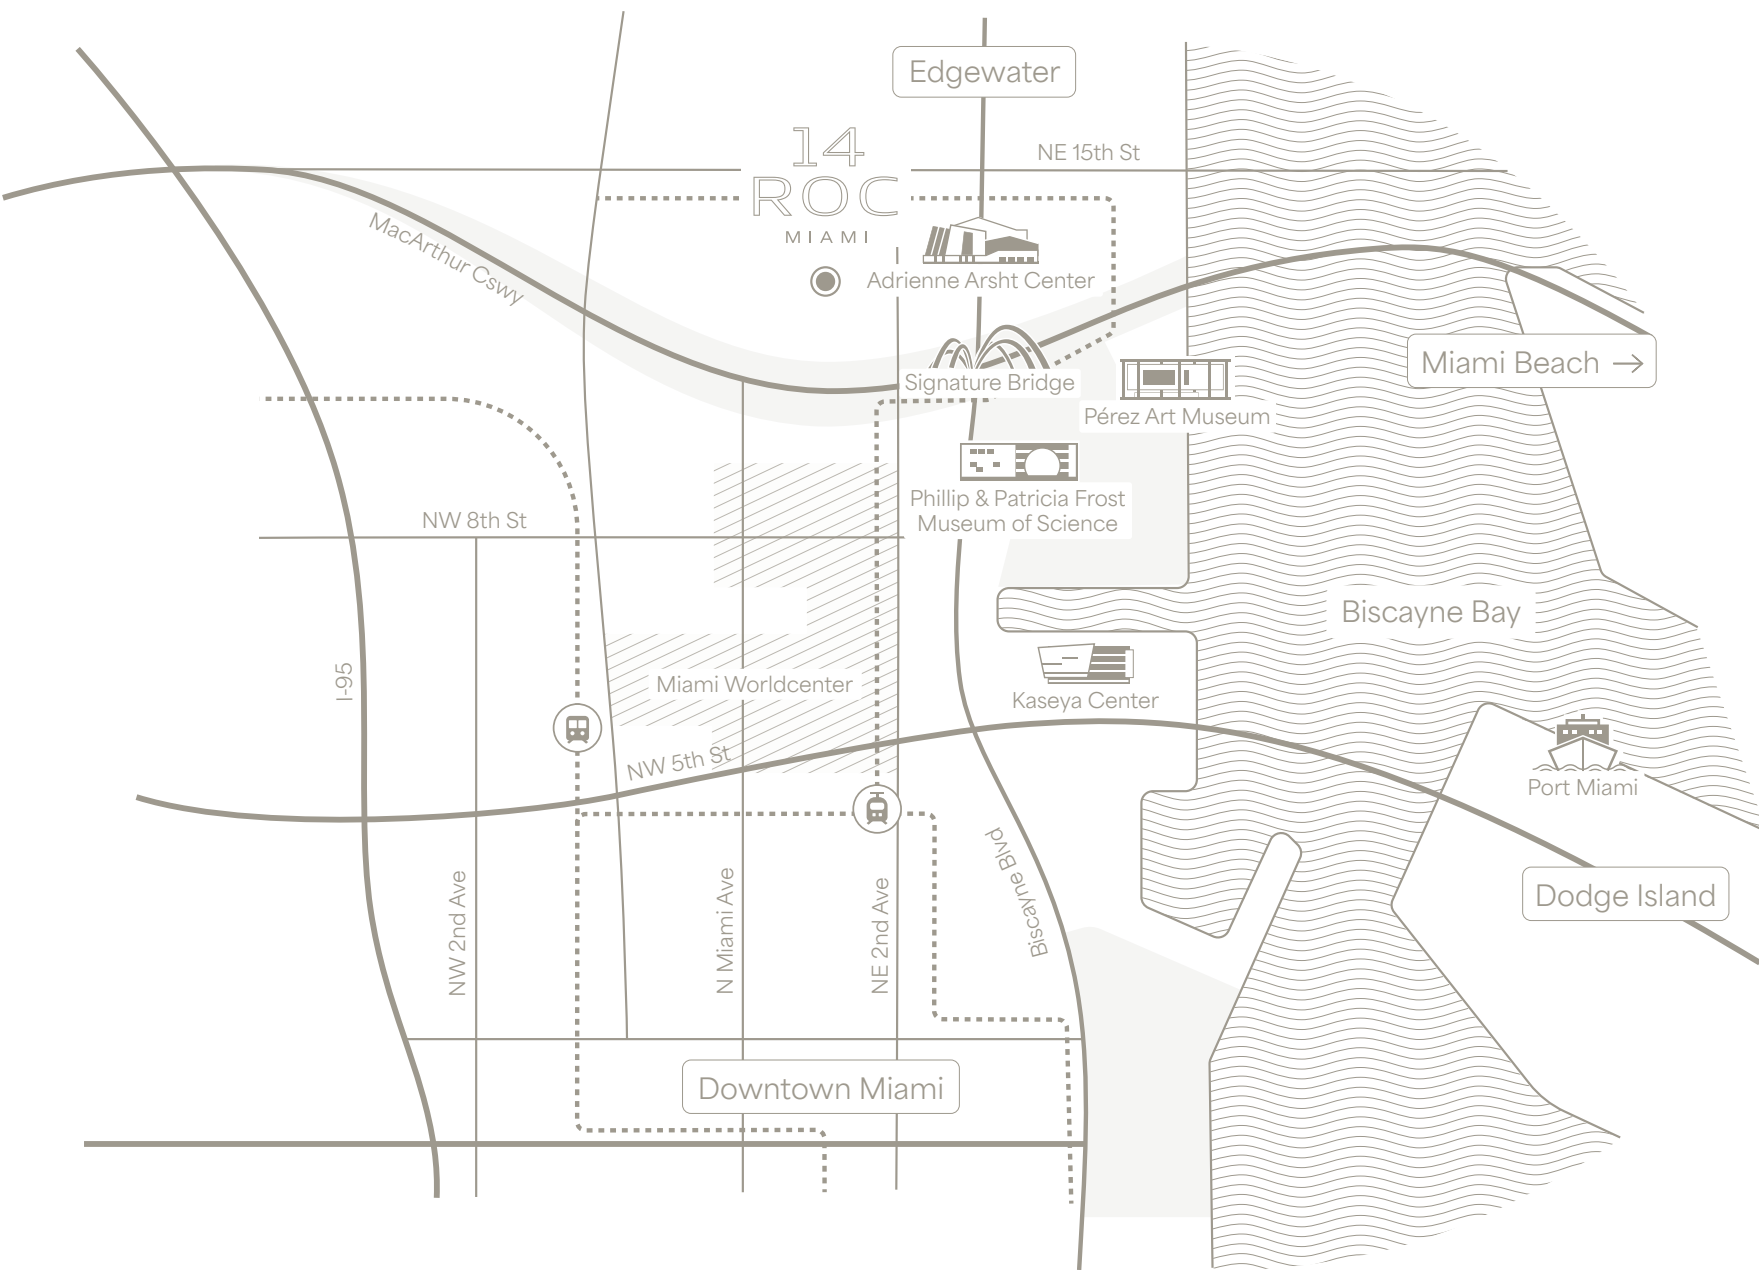 Edgewater
14
ROC
MIAMI
NE 15th St
MacArthur Cswy
Adrienne Arsht Center
Signature Bridge
Miami Beach →
Pérez Art Museum
Phillip & Patricia Frost
Museum of Science
NW 8th St
Biscayne Bay
I-95
Miami Worldcenter
Kaseya Center
NW 5th St
Port Miami
Biscayne Blvd
NW 2nd Ave
N Miami Ave
NE 2nd Ave
Dodge Island
Downtown Miami